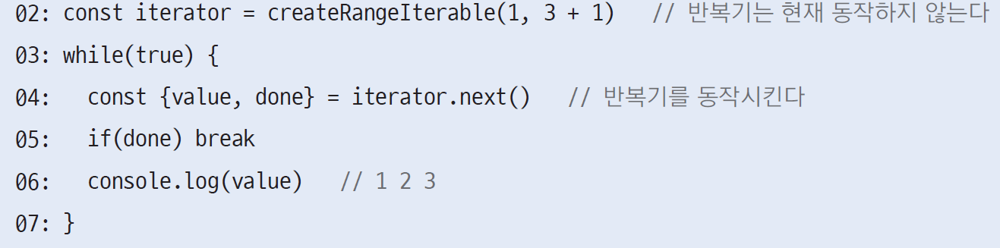 02: const iterator = createRangeIterable(1, 3 + 1)   // 반복기는 현재 동작하지 않는다
03: while(true) {
04:   const {value, done} = iterator.next()   // 반복기를 동작시킨다
05:   if(done) break
06:   console.log(value)   // 1 2 3
07: }